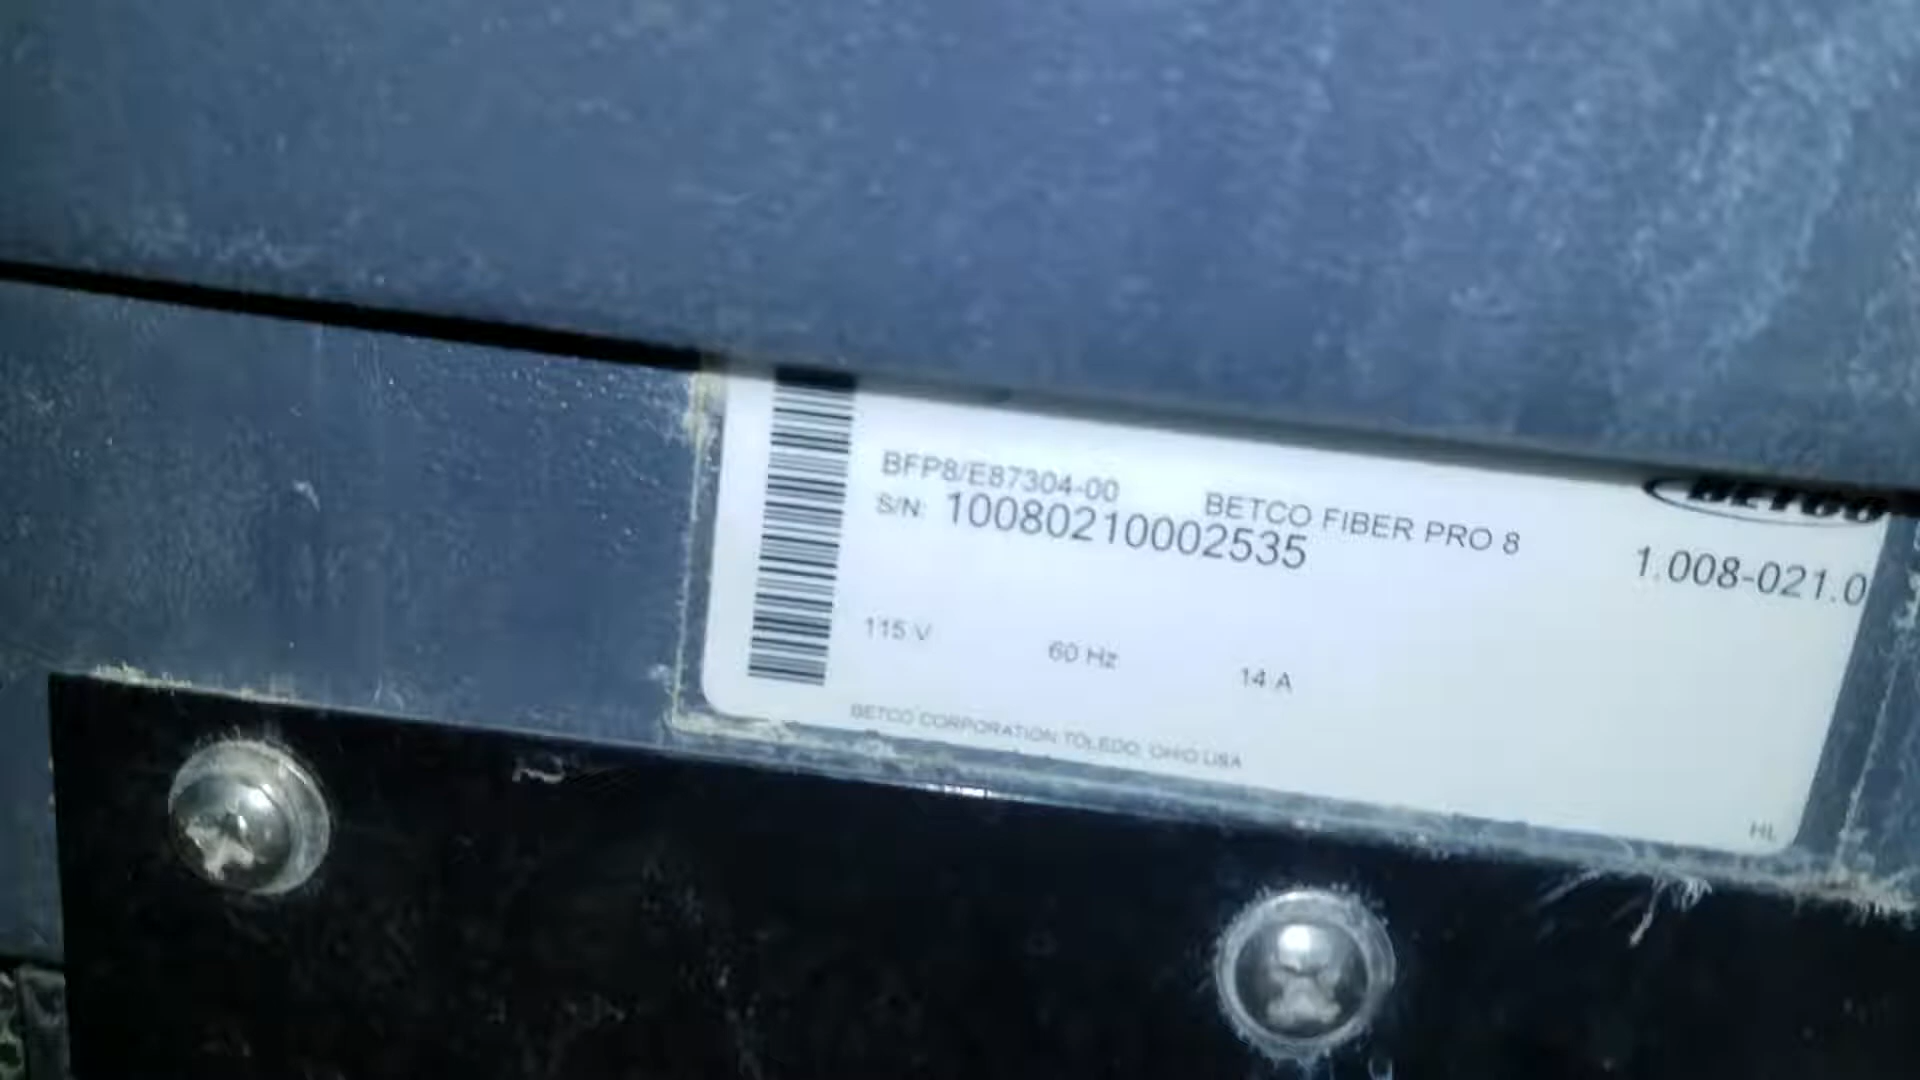 BETCO
BFP8/E87304-00 BETCO FIBER PRO 8
S/N: 10080210002535
1.008-021.0
115 V 60 Hz 14 A
BETCO CORPORATION TOLEDO, OHIO USA
HL